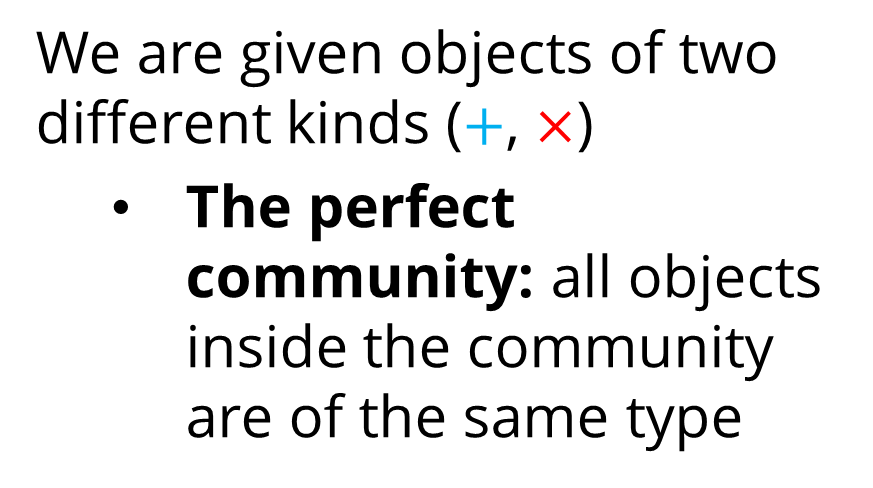 We are given objects of two
different kinds (+, ×)
• The perfect
community: all objects
inside the community
are of the same type